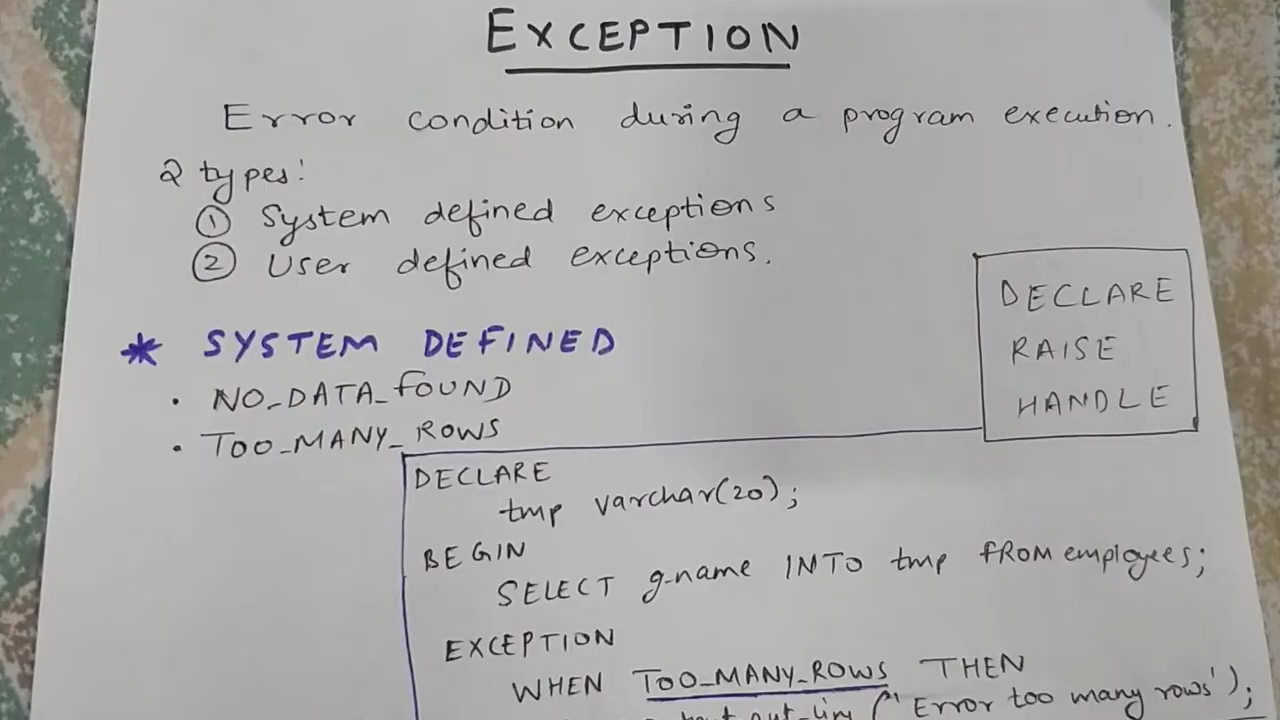 EXCEPTION
Error condition during a program execution.
2 types:
① System defined exceptions
② User defined exceptions.
DECLARE
RAISE
HANDLE
* SYSTEM DEFINED
• NO_DATA_FOUND
• TOO_MANY_ROWS
DECLARE
tmp varchar(20);
BEGIN
SELECT g_name INTO tmp FROM employees;
EXCEPTION
WHEN TOO_MANY_ROWS THEN
put_lin ('Error too many rows');